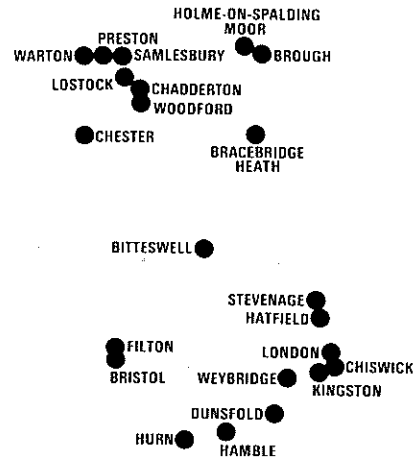 HOLME-ON-SPALDING
MOOR
PRESTON
WARTON
SAMLESBURY
BROUGH
LOSTOCK
CHADDERTON
WOODFORD
CHESTER
BRACEBRIDGE
HEATH
BITTESWELL
STEVENAGE
HATFIELD
FILTON
LONDON
CHISWICK
BRISTOL
WEYBRIDGE
KINGSTON
DUNSFOLD
HURN
HAMBLE